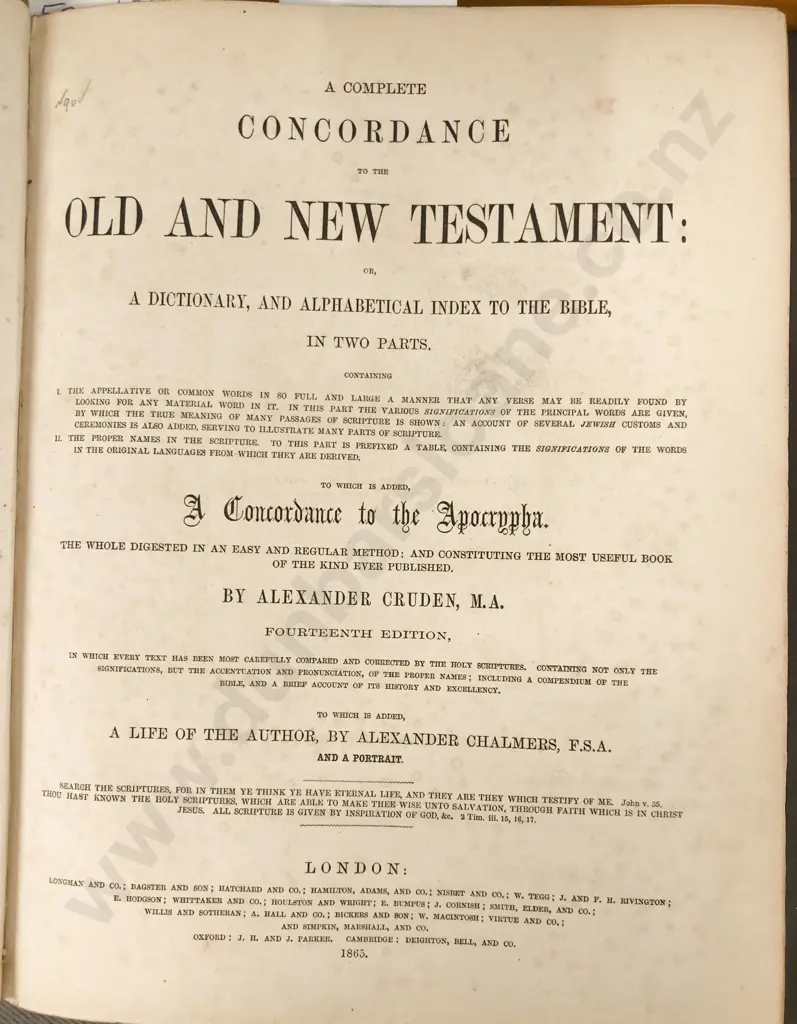 A COMPLETE
CONCORDANCE
TO THE
OLD AND NEW TESTAMENT:
OR,
A DICTIONARY, AND ALPHABETICAL INDEX TO THE BIBLE,
IN TWO PARTS.
CONTAINING
I. THE APPELLATIVE OR COMMON WORDS IN SO FULL AND LARGE A MANNER THAT ANY VERSE MAY BE READILY FOUND BY
LOOKING FOR ANY MATERIAL WORD IN IT. IN THIS PART THE VARIOUS SIGNIFICATIONS OF THE PRINCIPAL WORDS ARE GIVEN,
BY WHICH THE TRUE MEANING OF MANY PASSAGES OF SCRIPTURE IS SHOWN: AN ACCOUNT OF SEVERAL JEWISH CUSTOMS AND
CEREMONIES IS ALSO ADDED, SERVING TO ILLUSTRATE MANY PARTS OF SCRIPTURE.
II. THE PROPER NAMES IN THE SCRIPTURE. TO THIS PART IS PREFIXED A TABLE, CONTAINING THE SIGNIFICATIONS OF THE WORDS
IN THE ORIGINAL LANGUAGES FROM WHICH THEY ARE DERIVED.
TO WHICH IS ADDED,
A Concordance to the Apocrypha.
THE WHOLE DIGESTED IN AN EASY AND REGULAR METHOD; AND CONSTITUTING THE MOST USEFUL BOOK
OF THE KIND EVER PUBLISHED.
BY ALEXANDER CRUDEN, M.A.
FOURTEENTH EDITION,
IN WHICH EVERY TEXT HAS BEEN MOST CAREFULLY COMPARED AND CORRECTED BY THE HOLY SCRIPTURES. CONTAINING NOT ONLY THE
SIGNIFICATIONS, BUT THE ACCENTUATION AND PRONUNCIATION, OF THE PROPER NAMES; INCLUDING A COMPENDIUM OF THE
BIBLE, AND A BRIEF ACCOUNT OF ITS HISTORY AND EXCELLENCY.
TO WHICH IS ADDED,
A LIFE OF THE AUTHOR, BY ALEXANDER CHALMERS, F.S.A.
AND A PORTRAIT.
SEARCH THE SCRIPTURES, FOR IN THEM YE THINK YE HAVE ETERNAL LIFE, AND THEY ARE THEY WHICH TESTIFY OF ME. John v. 35.
THOU HAST KNOWN THE HOLY SCRIPTURES, WHICH ARE ABLE TO MAKE THEE WISE UNTO SALVATION, THROUGH FAITH WHICH IS IN CHRIST
JESUS. ALL SCRIPTURE IS GIVEN BY INSPIRATION OF GOD, &c. 2 Tim. iii. 15, 16, 17.
LONDON:
LONGMAN AND CO.; BAGSTER AND SON; HATCHARD AND CO.; HAMILTON, ADAMS, AND CO.; NISBET AND CO.; W. TEGG; J. AND F. H. RIVINGTON;
E. HODGSON; WHITTAKER AND CO.; HOULSTON AND WRIGHT; E. BUMPUS; J. CORNISH; SMITH, ELDER, AND CO.;
WILLIS AND SOTHERAN; A. HALL AND CO.; BICKERS AND SON; W. MACINTOSH; VIRTUE AND CO.;
AND SIMPKIN, MARSHALL, AND CO.
OXFORD: J. H. AND J. PARKER. CAMBRIDGE: DEIGHTON, BELL, AND CO.
1865.